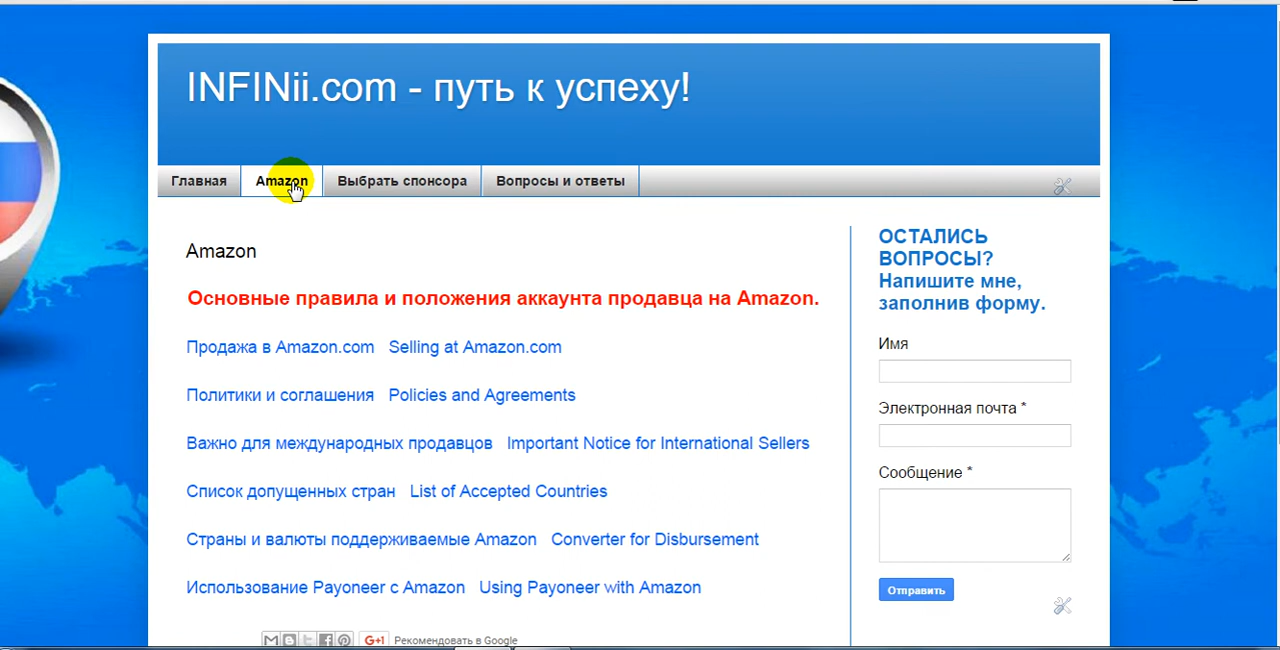 INFINii.com - путь к успеху!
Главная Amazon Выбрать спонсора Вопросы и ответы
Amazon
Основные правила и положения аккаунта продавца на Amazon.
Продажа в Amazon.com Selling at Amazon.com
Политики и соглашения Policies and Agreements
Важно для международных продавцов Important Notice for International Sellers
Список допущенных стран List of Accepted Countries
Страны и валюты поддерживаемые Amazon Converter for Disbursement
Использование Payoneer с Amazon Using Payoneer with Amazon
G+1 Рекомендовать в Google
ОСТАЛИСЬ
ВОПРОСЫ?
Напишите мне,
заполнив форму.
Имя
Электронная почта *
Сообщение *
Отправить